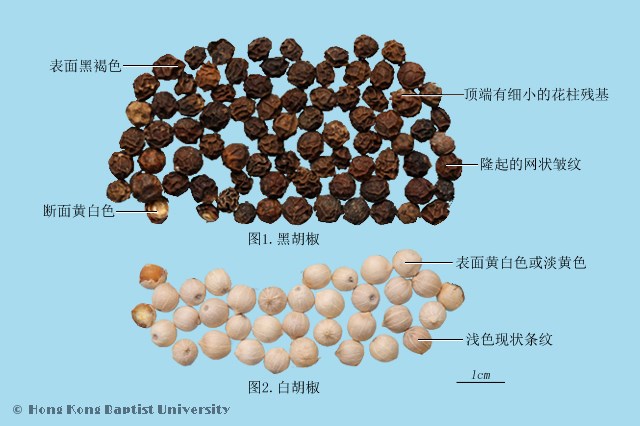 表面黑褐色
顶端有细小的花柱残基
隆起的网状皱纹
断面黄白色
图1.黑胡椒
表面黄白色或淡黄色
浅色现状条纹
图2.白胡椒
1cm
© Hong Kong Baptist University